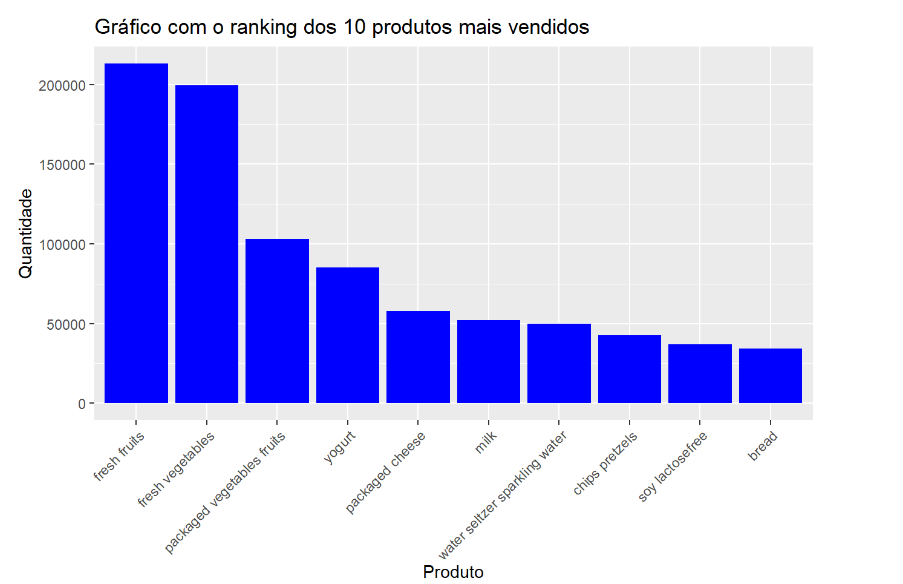 Gráfico com o ranking dos 10 produtos mais vendidos
Quantidade
200000
150000
100000
50000
0
fresh fruits
fresh vegetables
packaged vegetables fruits
yogurt
packaged cheese
milk
water seltzer sparkling water
chips pretzels
soy lactosefree
bread
Produto